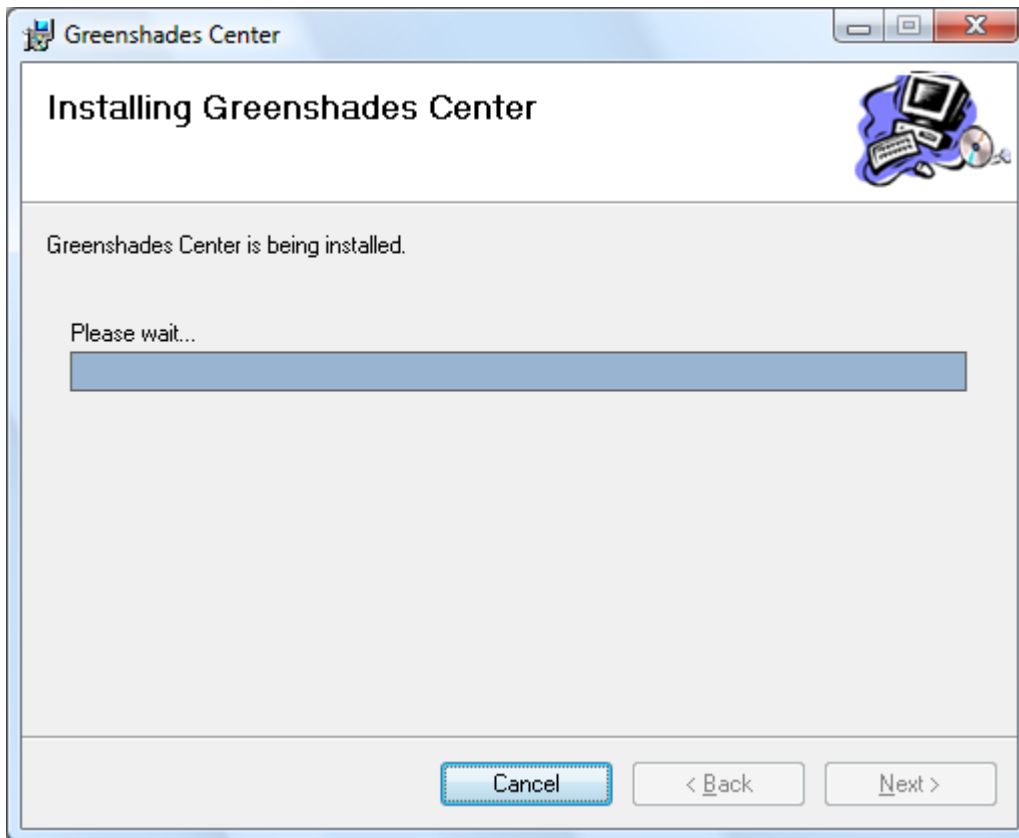 Greenshades Center
Installing Greenshades Center
Greenshades Center is being installed.
Please wait...
Cancel
< Back
Next >